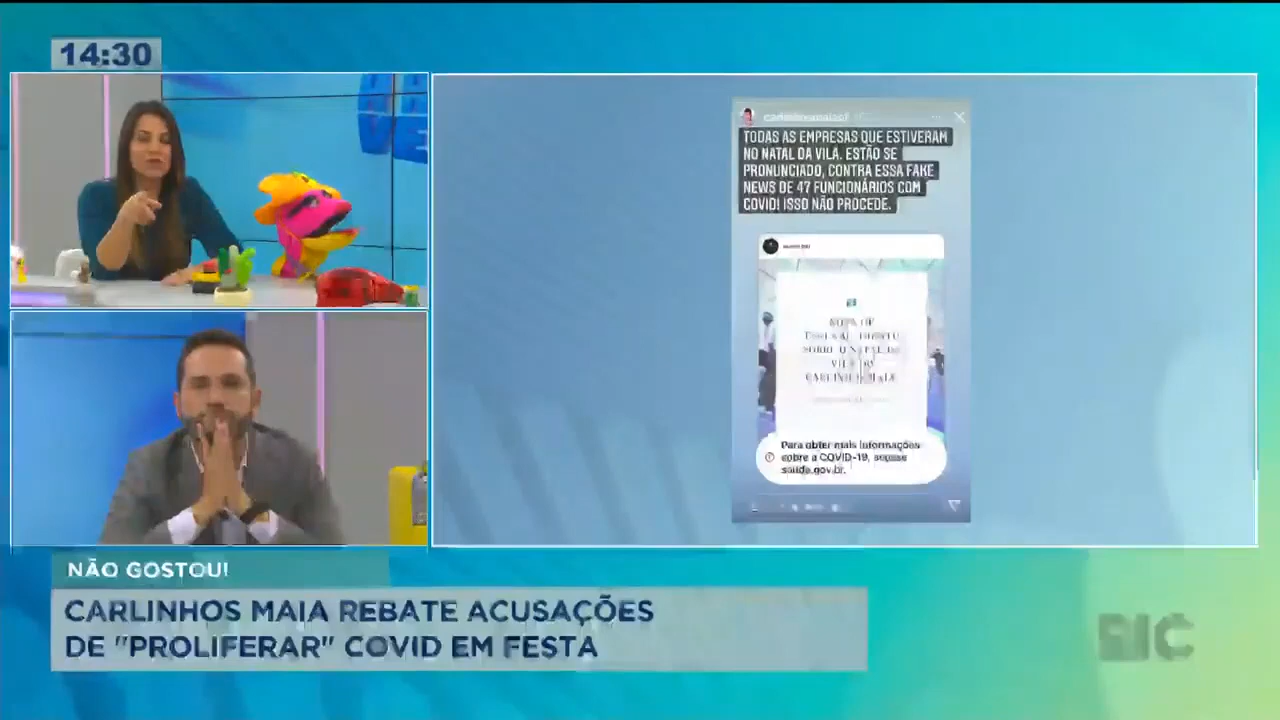 14:30
TODAS AS EMPRESAS QUE ESTIVERAM
NO NATAL DA VILA. ESTÃO SE
PRONUNCIADO, CONTRA ESSA FAKE
NEWS DE 47 FUNCIONÁRIOS COM
COVID! ISSO NÃO PROCEDE.
Para obter mais informações
sobre a COVID-19, acesse
saúde.gov.br.
NÃO GOSTOU!
CARLINHOS MAIA REBATE ACUSAÇÕES
DE "PROLIFERAR" COVID EM FESTA
RIC